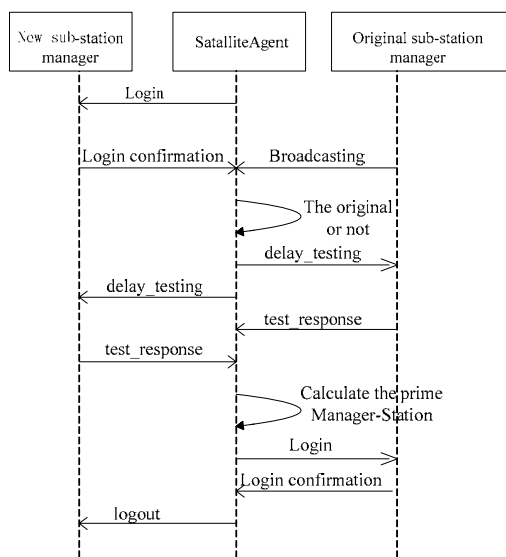 New sub-station
manager
SatalliteAgent
Original sub-station
manager
Login
Login confirmation
Broadcasting
The original
or not
delay_testing
delay_testing
test_response
test_response
Calculate the prime
Manager-Station
Login
Login confirmation
logout